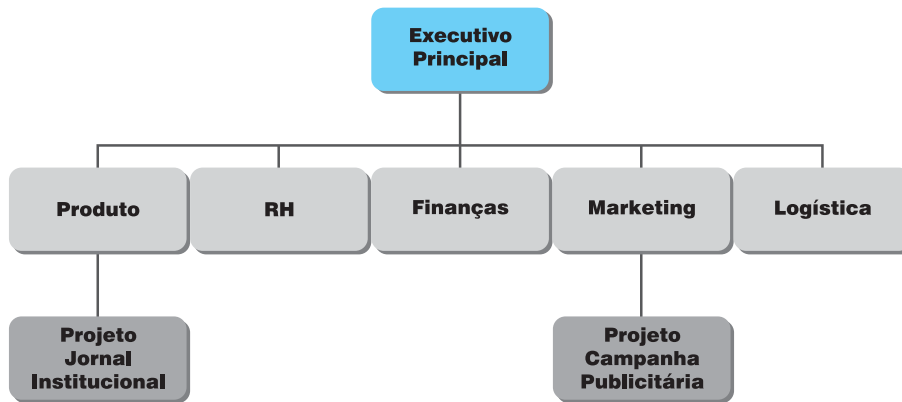 Executivo
Principal
Produto
RH
Finanças
Marketing
Logística
Projeto
Jornal
Institucional
Projeto
Campanha
Publicitária